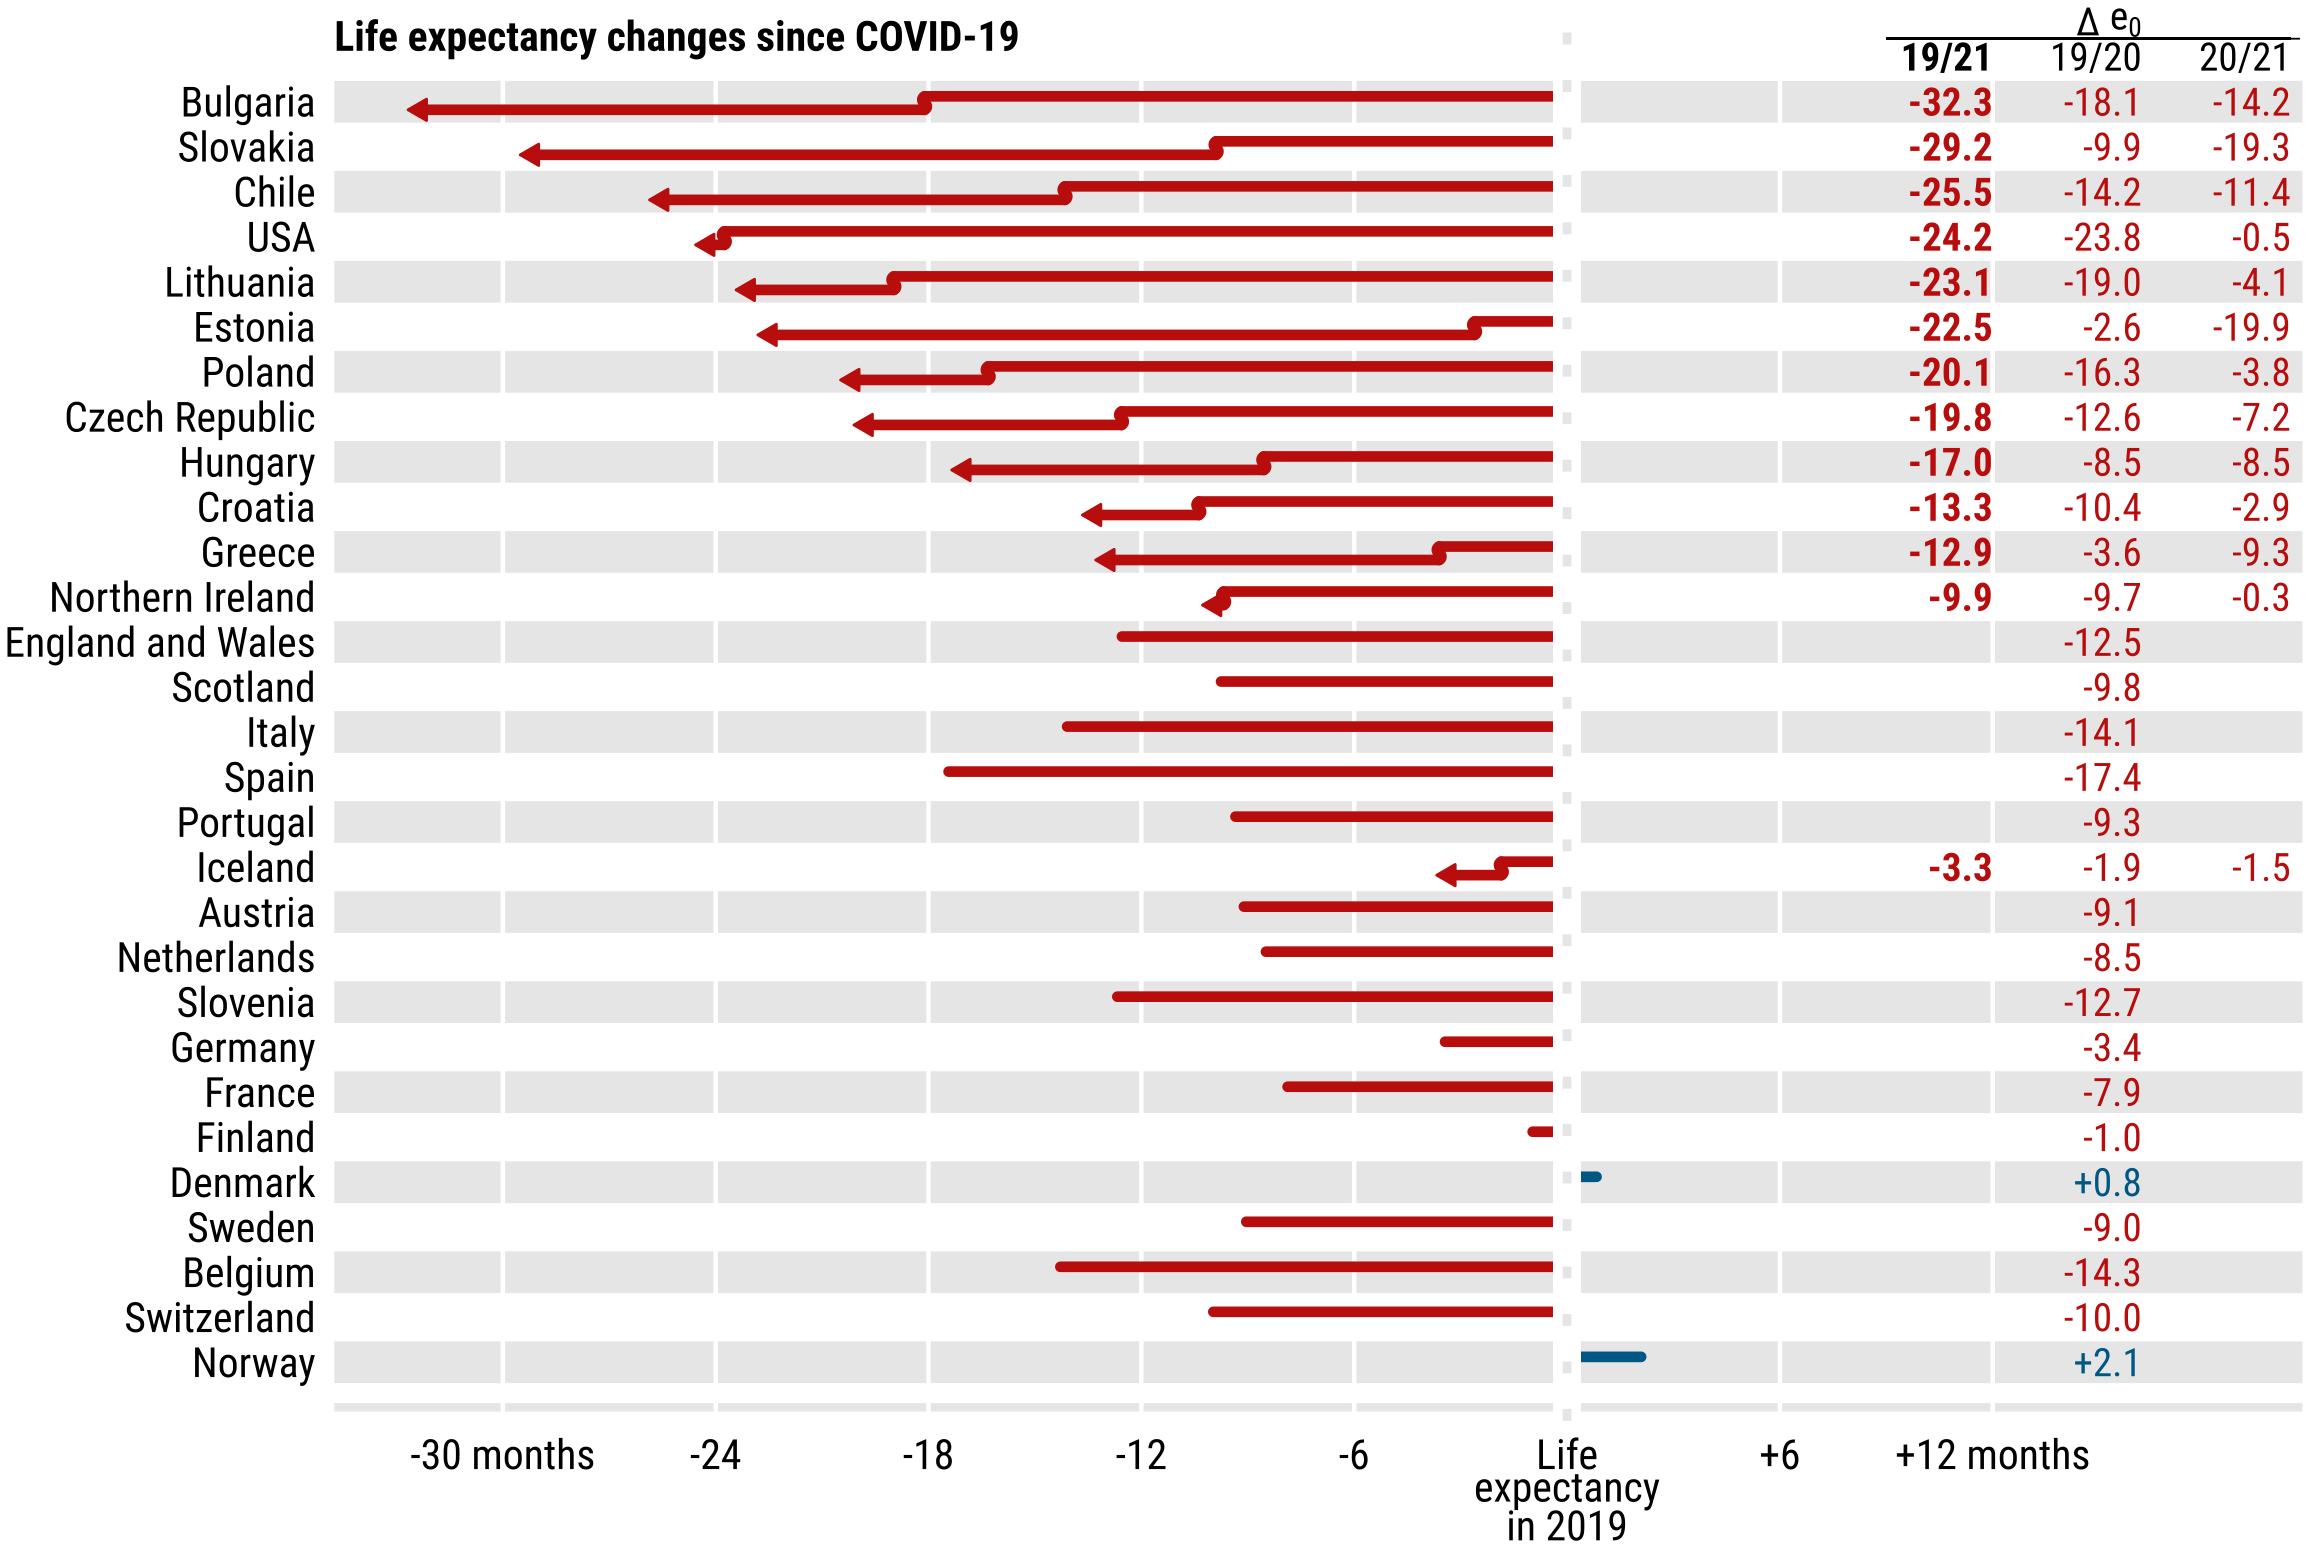 Life expectancy changes since COVID-19
Δ e₀
19/21 19/20 20/21
Bulgaria -32.3 -18.1 -14.2
Slovakia -29.2 -9.9 -19.3
Chile -25.5 -14.2 -11.4
USA -24.2 -23.8 -0.5
Lithuania -23.1 -19.0 -4.1
Estonia -22.5 -2.6 -19.9
Poland -20.1 -16.3 -3.8
Czech Republic -19.8 -12.6 -7.2
Hungary -17.0 -8.5 -8.5
Croatia -13.3 -10.4 -2.9
Greece -12.9 -3.6 -9.3
Northern Ireland -9.9 -9.7 -0.3
England and Wales -12.5
Scotland -9.8
Italy -14.1
Spain -17.4
Portugal -9.3
Iceland -3.3 -1.9 -1.5
Austria -9.1
Netherlands -8.5
Slovenia -12.7
Germany -3.4
France -7.9
Finland -1.0
Denmark +0.8
Sweden -9.0
Belgium -14.3
Switzerland -10.0
Norway +2.1
-30 months -24 -18 -12 -6 Life +6 +12 months
expectancy
in 2019